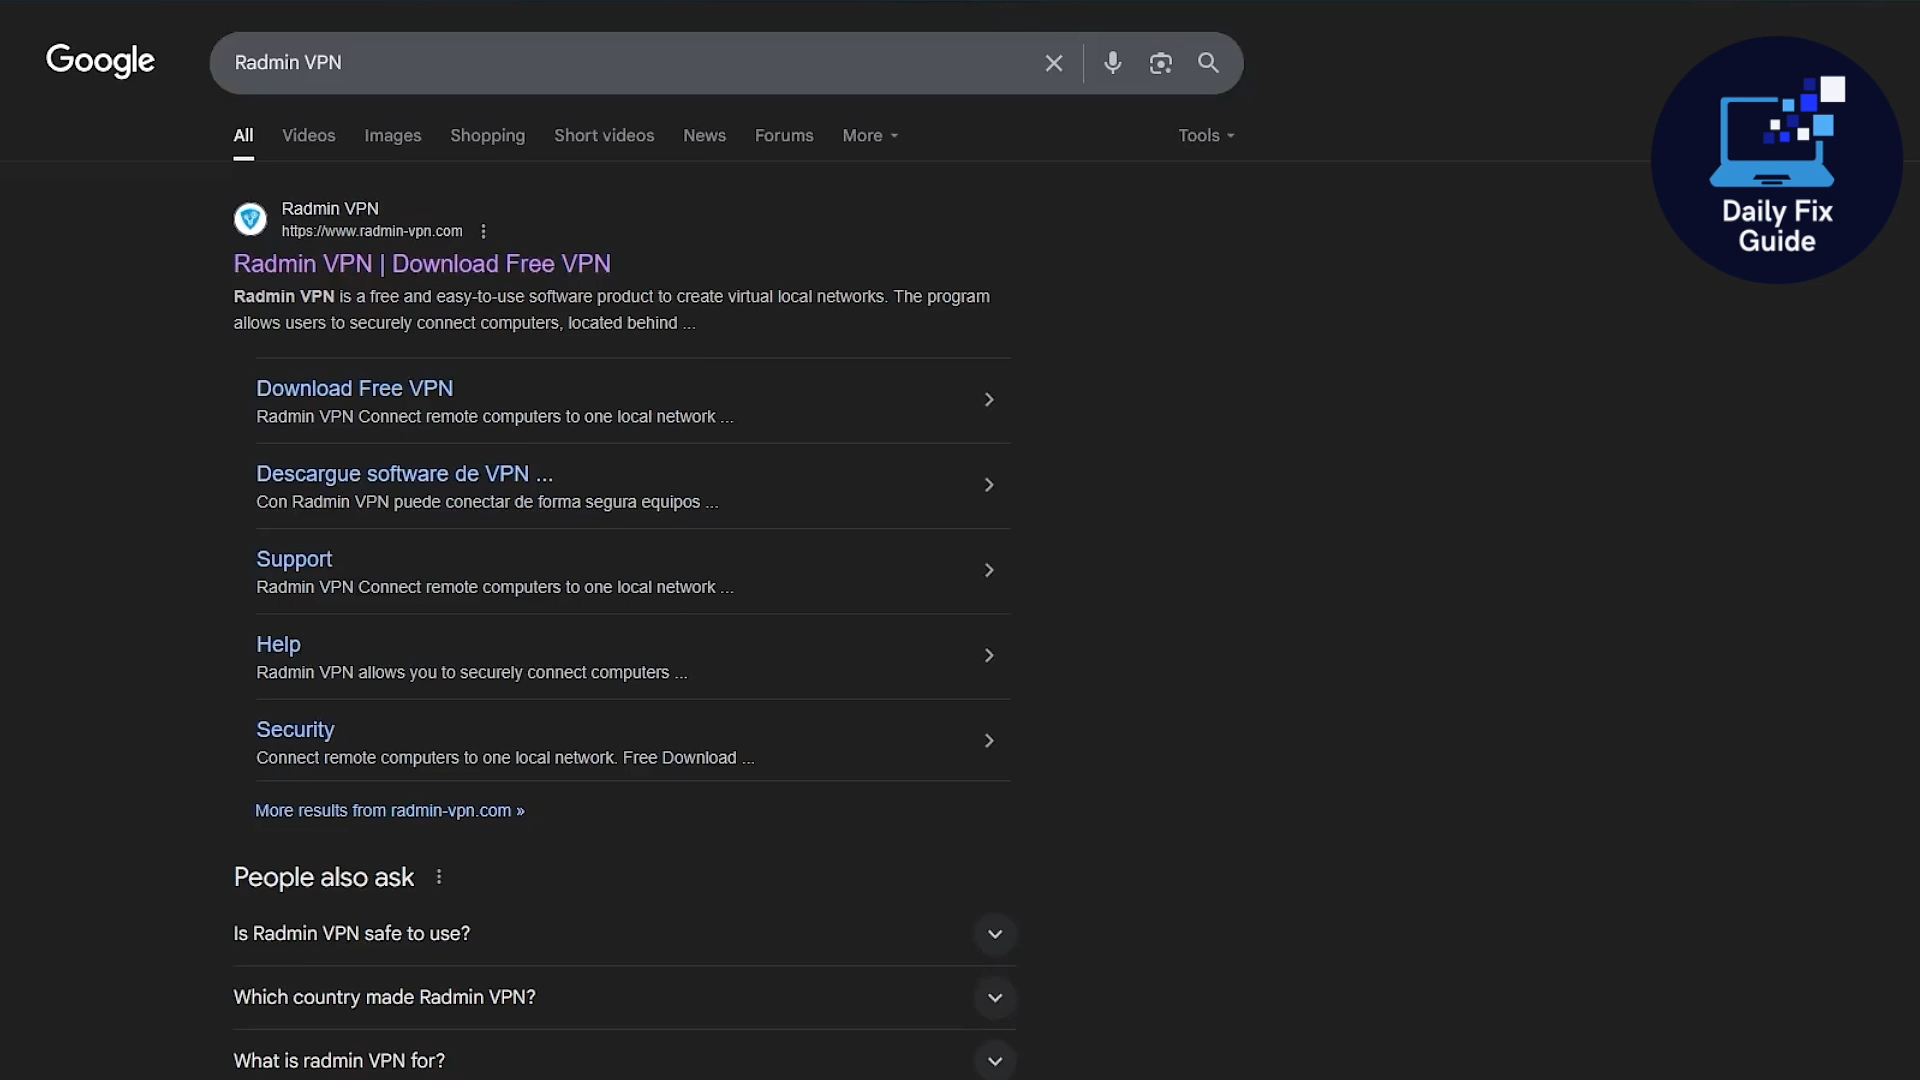 Google
Radmin VPN
All Videos Images Shopping Short videos News Forums More Tools
Daily Fix
Guide
Radmin VPN
https://www.radmin-vpn.com
Radmin VPN | Download Free VPN
Radmin VPN is a free and easy-to-use software product to create virtual local networks. The program
allows users to securely connect computers, located behind ...
Download Free VPN
Radmin VPN Connect remote computers to one local network ...
Descargue software de VPN ...
Con Radmin VPN puede conectar de forma segura equipos ...
Support
Radmin VPN Connect remote computers to one local network ...
Help
Radmin VPN allows you to securely connect computers ...
Security
Connect remote computers to one local network. Free Download ...
More results from radmin-vpn.com »
People also ask
Is Radmin VPN safe to use?
Which country made Radmin VPN?
What is radmin VPN for?